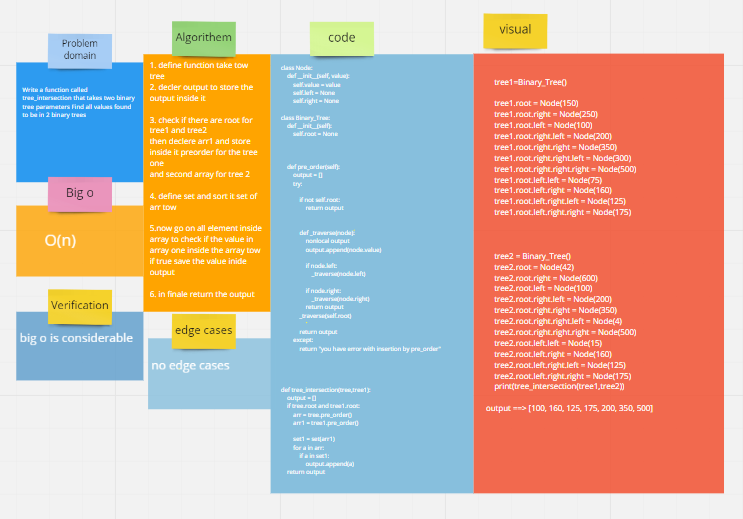 Problem
domain
Write a function called
tree_intersection that takes two binary
tree parameters Find all values found
to be in 2 binary trees
Big o
O(n)
Verification
big o is considerable
Algorithem
1. define function take tow
tree
2. decler output to store the
output inside it
3. check if there are root for
tree1 and tree2
then declere arr1 and store
inside it preorder for the tree
one
and second array for tree 2
4. define set and sort it set of
arr tow
5.now go on all element inside
array to check if the value in
array one inside the array tow
if true save the value inide
output
6. in finale return the output
edge cases
no edge cases
code
class Node:
def __init__(self, value):
self.value = value
self.left = None
self.right = None
class Binary_Tree:
def __init__(self):
self.root = None
def pre_order(self):
output = []
try:
if not self.root:
return output
def _traverse(node):
nonlocal output
output.append(node.value)
if node.left:
_traverse(node.left)
if node.right:
_traverse(node.right)
return output
_traverse(self.root)
return output
except:
return "you have error with insertion by pre_order"
def tree_intersection(tree,tree1):
output = []
if tree.root and tree1.root:
arr = tree.pre_order()
arr1 = tree1.pre_order()
set1 = set(arr1)
for a in arr:
if a in set1:
output.append(a)
return output
visual
tree1=Binary_Tree()
tree1.root = Node(150)
tree1.root.right = Node(250)
tree1.root.left = Node(100)
tree1.root.right.left = Node(200)
tree1.root.right.right = Node(350)
tree1.root.right.right.left = Node(300)
tree1.root.right.right.right = Node(500)
tree1.root.left.left = Node(75)
tree1.root.left.right = Node(160)
tree1.root.left.right.left = Node(125)
tree1.root.left.right.right = Node(175)
tree2 = Binary_Tree()
tree2.root = Node(42)
tree2.root.right = Node(600)
tree2.root.left = Node(100)
tree2.root.right.left = Node(200)
tree2.root.right.right = Node(350)
tree2.root.right.right.left = Node(4)
tree2.root.right.right.right = Node(500)
tree2.root.left.left = Node(15)
tree2.root.left.right = Node(160)
tree2.root.left.right.left = Node(125)
tree2.root.left.right.right = Node(175)
print(tree_intersection(tree1,tree2))
output ==> [100, 160, 125, 175, 200, 350, 500]